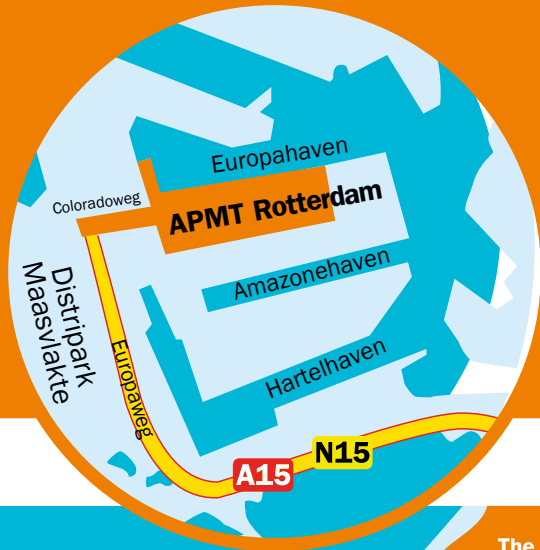 Europahaven
Coloradoweg
APMT Rotterdam
Amazonehaven
Distripark
Maasvlakte
Europaweg
Hartelhaven
N15
A15
The